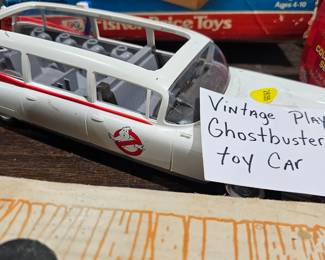 Fisher-Price Toys
Ages 4-10
Vintage Play
Ghostbuster
toy Car